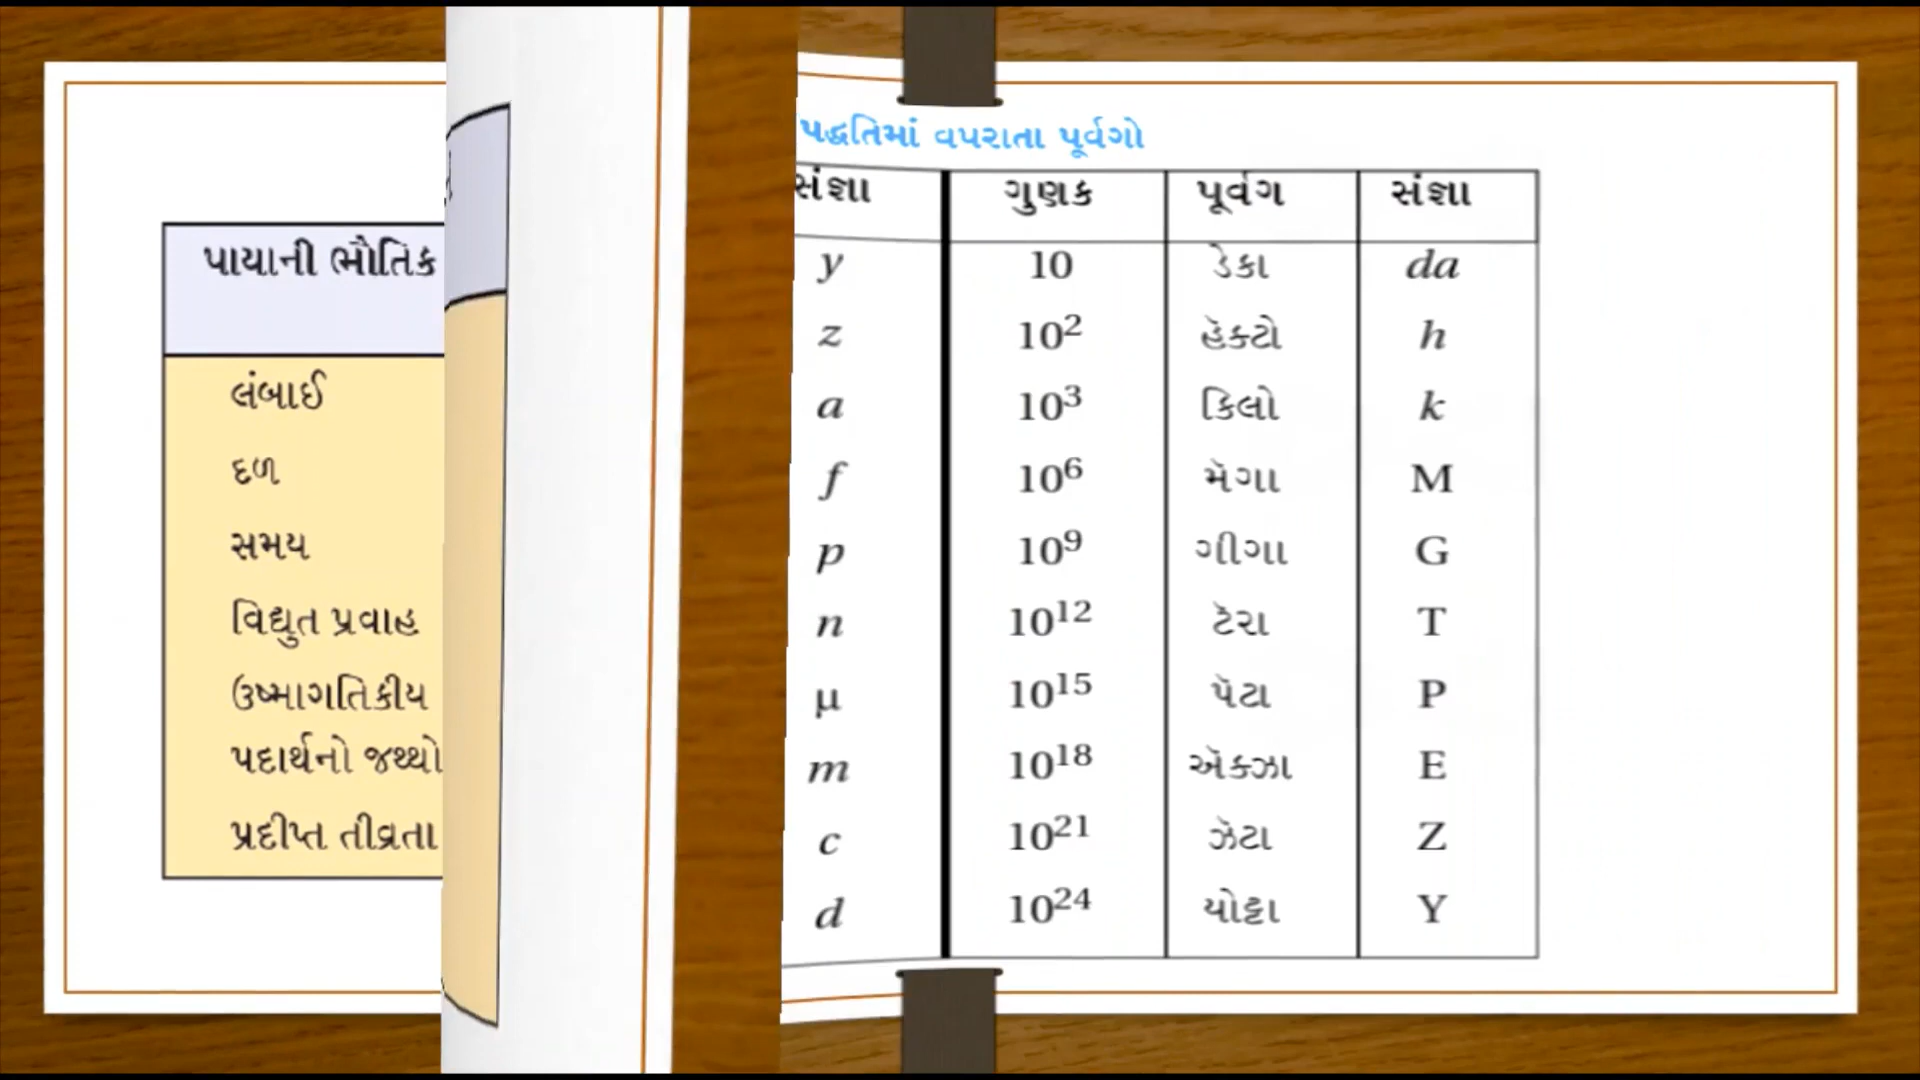 પાયાની ભૌતિક
લંબાઈ
દળ
સમય
વિદ્યુત પ્રવાહ
ઉષ્માગતિકીય
પદાર્થનો જથ્થો
પ્રદીપ્ત તીવ્રતા
પદ્ધતિમાં વપરાતા પૂર્વગો
સંજ્ઞા ગુણક પૂર્વગ સંજ્ઞા
y 10 ડેકા da
z 10² હૅક્ટો h
a 10³ કિલો k
f 10⁶ મૅગા M
p 10⁹ ગીગા G
n 10¹² ટૅરા T
µ 10¹⁵ પૅટા P
m 10¹⁸ ઍક્ઝા E
c 10²¹ ઝૅટા Z
d 10²⁴ યોટ્ટા Y